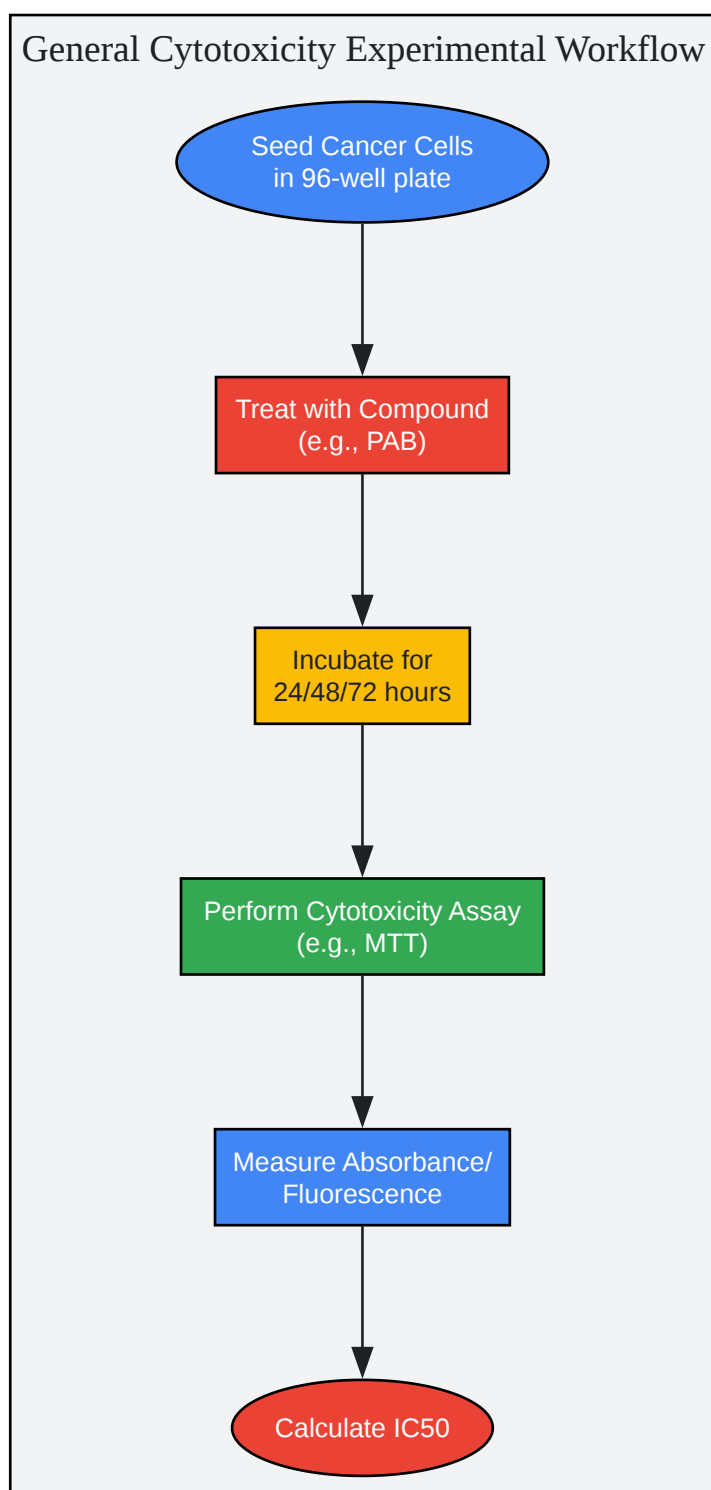 General Cytotoxicity Experimental Workflow
Seed Cancer Cells
in 96-well plate
Treat with Compound
(e.g., PAB)
Incubate for
24/48/72 hours
Perform Cytotoxicity Assay
(e.g., MTT)
Measure Absorbance/
Fluorescence
Calculate IC50